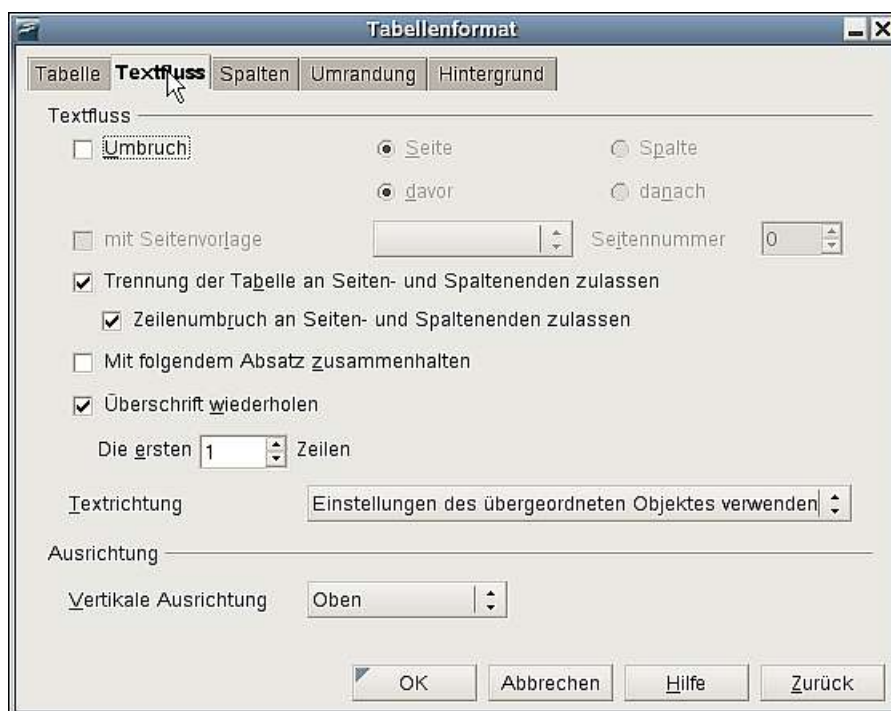 Tabellenformat
Tabelle Textfluss Spalten Umrandung Hintergrund
Textfluss
Umbruch Seite Spalte
davor danach
mit Seitenvorlage Seitennummer 0
Trennung der Tabelle an Seiten- und Spaltenenden zulassen
Zeilenumbruch an Seiten- und Spaltenenden zulassen
Mit folgendem Absatz zusammenhalten
Überschrift wiederholen
Die ersten 1 Zeilen
Textrichtung Einstellungen des übergeordneten Objektes verwenden
Ausrichtung
Vertikale Ausrichtung Oben
OK Abbrechen Hilfe Zurück